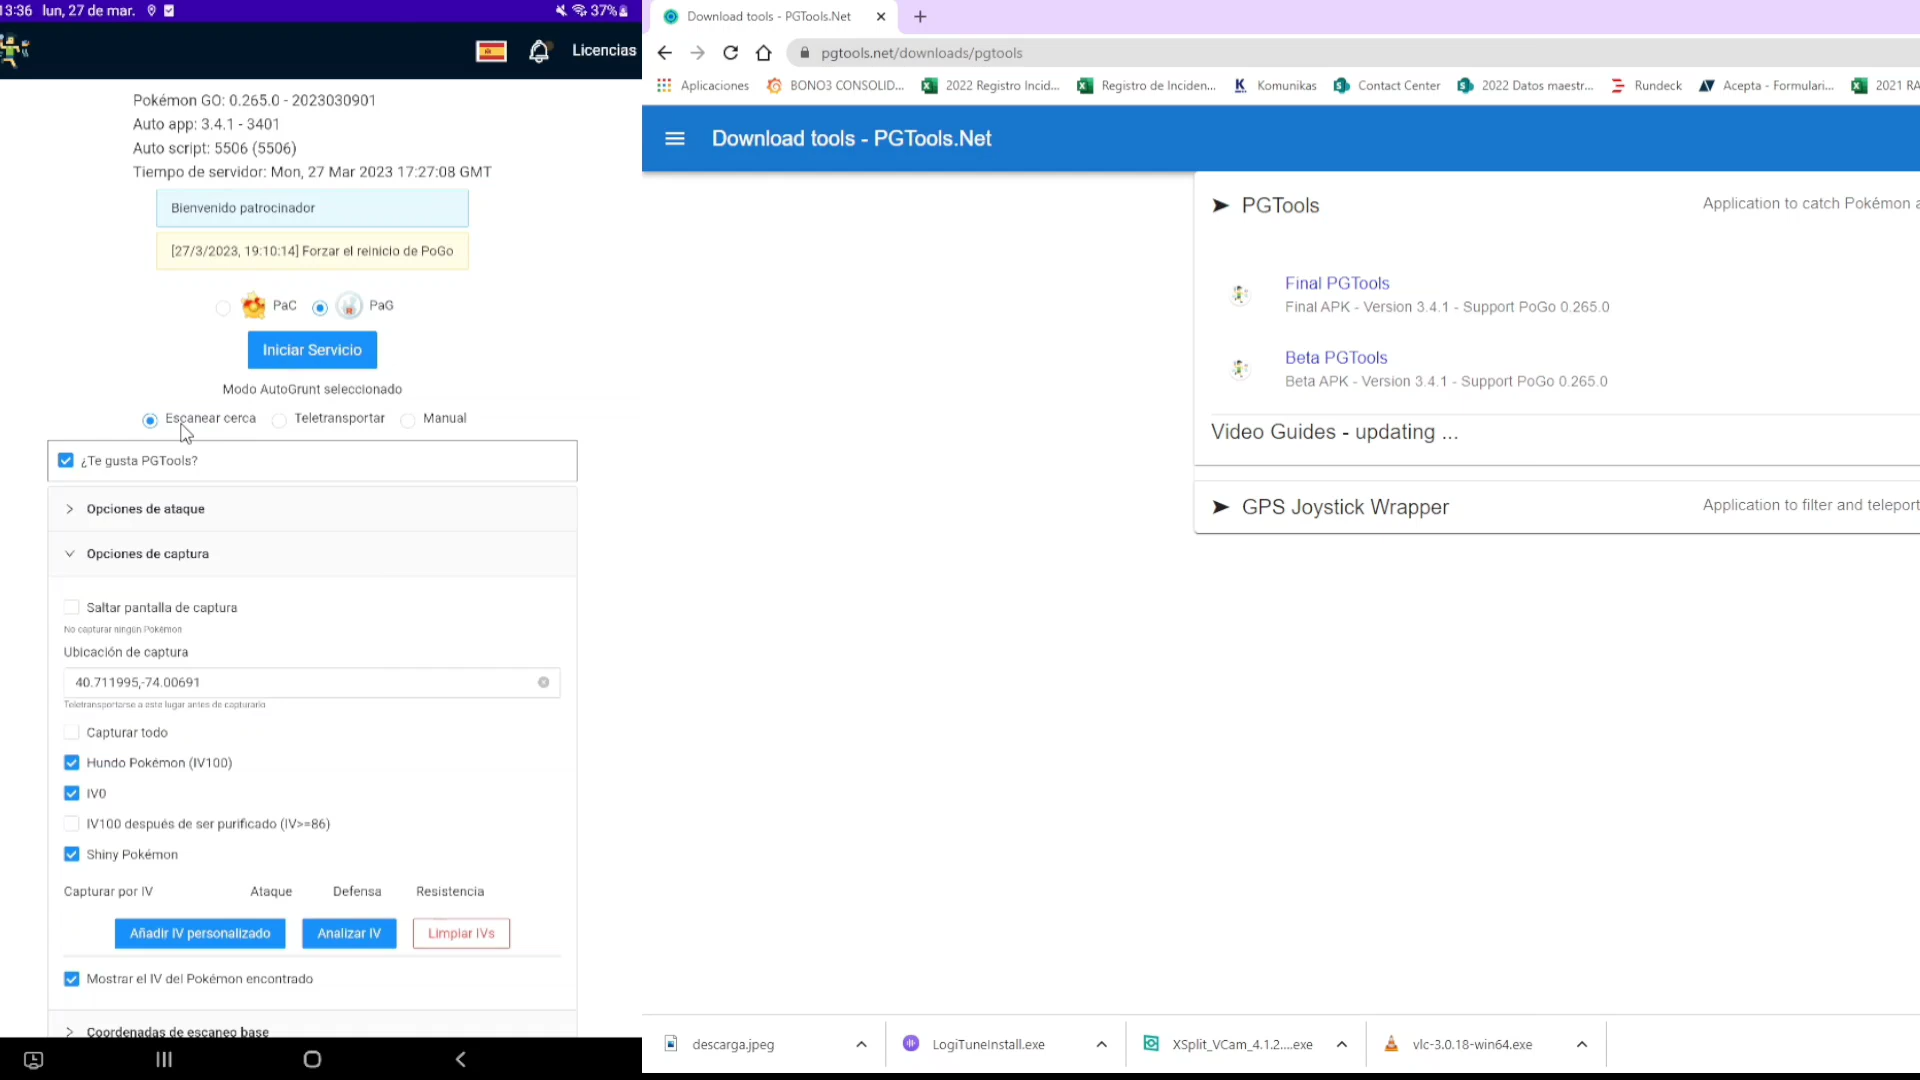 13:36 lun, 27 de mar.
37%
Licencias
Pokémon GO: 0.265.0 - 2023030901
Auto app: 3.4.1 - 3401
Auto script: 5506 (5506)
Tiempo de servidor: Mon, 27 Mar 2023 17:27:08 GMT
Bienvenido patrocinador
[27/3/2023, 19:10:14] Forzar el reinicio de PoGo
PaC PaG
Iniciar Servicio
Modo AutoGrunt seleccionado
Escanear cerca Teletransportar Manual
¿Te gusta PGTools?
Opciones de ataque
Opciones de captura
Saltar pantalla de captura
No capturar ningún Pokémon
Ubicación de captura
40.711995,-74.00691
Teletransportarse a este lugar antes de capturarlo
Capturar todo
Hundo Pokémon (IV100)
IV0
IV100 después de ser purificado (IV>=86)
Shiny Pokémon
Capturar por IV Ataque Defensa Resistencia
Añadir IV personalizado Analizar IV Limpiar IVs
Mostrar el IV del Pokémon encontrado
Coordenadas de escaneo base
Download tools - PGTools.Net
pgtools.net/downloads/pgtools
Aplicaciones BONO3 CONSOLID... 2022 Registro Incid... Registro de Inciden... Komunikas Contact Center 2022 Datos maestr... Rundeck Acepta - Formulari... 2021 RA
Download tools - PGTools.Net
PGTools Application to catch Pokémon a
Final PGTools
Final APK - Version 3.4.1 - Support PoGo 0.265.0
Beta PGTools
Beta APK - Version 3.4.1 - Support PoGo 0.265.0
Video Guides - updating ...
GPS Joystick Wrapper Application to filter and teleport
descarga.jpeg LogiTuneInstall.exe XSplit_VCam_4.1.2....exe vlc-3.0.18-win64.exe